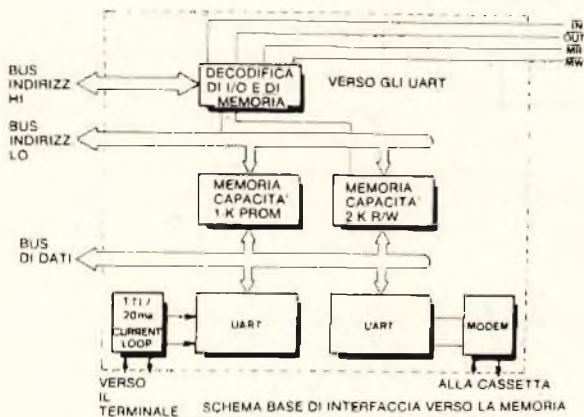 IN
OUT
MR
MW
BUS
INDIRIZZI
HI
DECODIFICA
DI I/O E DI
MEMORIA
VERSO GLI UART
BUS
INDIRIZZI
LO
MEMORIA
CAPACITA'
1 K PROM
MEMORIA
CAPACITA'
2 K R/W
BUS
DI DATI
TTL /
20ma
CURRENT
LOOP
UART
UART
MODEM
VERSO
IL
TERMINALE
ALLA CASSETTA
SCHEMA BASE DI INTERFACCIA VERSO LA MEMORIA